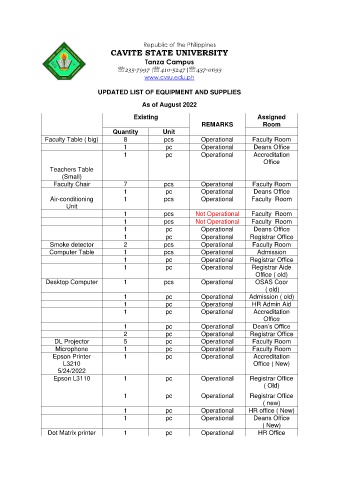 Republic of the Philippines
CAVITE STATE UNIVERSITY
Tanza Campus
☏235-7997 |☏410-5247 |☏437-0693
www.cvsu.edu.ph
UPDATED LIST OF EQUIPMENT AND SUPPLIES
As of August 2022
Existing REMARKS Assigned Room
Quantity Unit
Faculty Table ( big) 8 pcs Operational Faculty Room
1 pc Operational Deans Office
1 pc Operational Accreditation Office
Teachers Table (Small)
Faculty Chair 7 pcs Operational Faculty Room
1 pc Operational Deans Office
Air-conditioning Unit 1 pcs Operational Faculty Room
1 pcs Not Operational Faculty Room
1 pcs Not Operational Faculty Room
1 pc Operational Deans Office
1 pc Operational Registrar Office
Smoke detector 2 pcs Operational Faculty Room
Computer Table 1 pcs Operational Admission
1 pc Operational Registrar Office
1 pc Operational Registrar Aide Office ( old)
Desktop Computer 1 pcs Operational OSAS Coor ( old)
1 pc Operational Admission ( old)
1 pc Operational HR Admin Aid
1 pc Operational Accreditation Office
1 pc Operational Dean's Office
2 pc Operational Registrar Office
DL Projector 5 pc Operational Faculty Room
Microphone 1 pc Operational Faculty Room
Epson Printer L3210 5/24/2022 1 pc Operational Accreditation Office ( New)
Epson L3110 1 pc Operational Registrar Office ( Old)
1 pc Operational Registrar Office ( new)
1 pc Operational HR office ( New)
1 pc Operational Deans Office ( New)
Dot Matrix printer 1 pc Operational HR Office